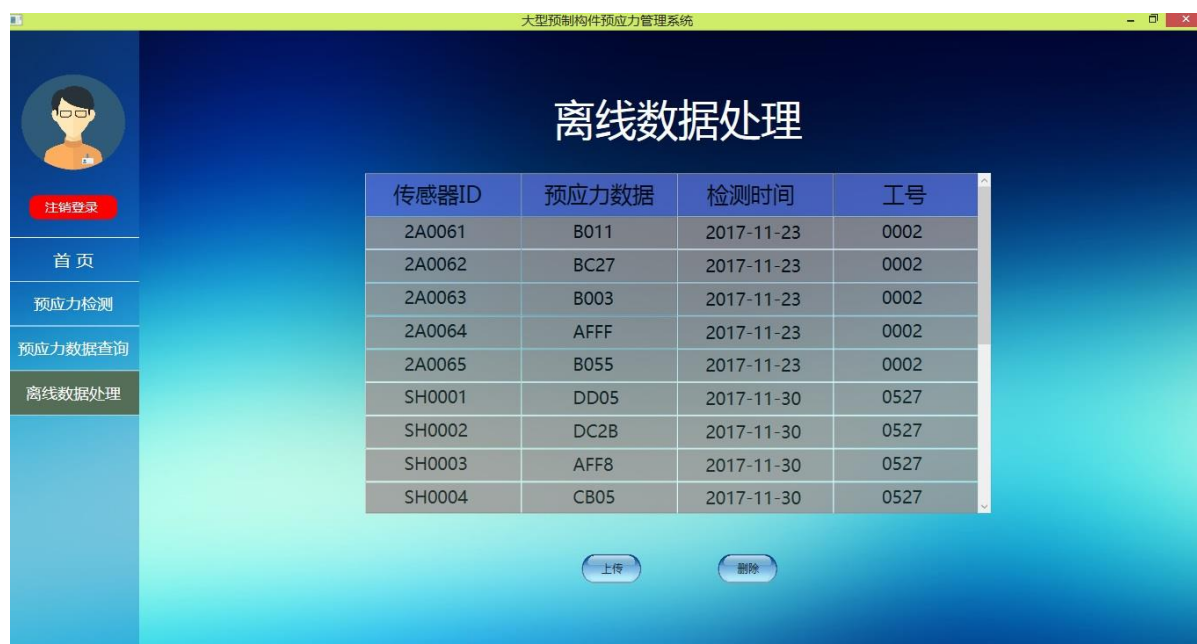 大型预制构件预应力管理系统
注销登录
首 页
预应力检测
预应力数据查询
离线数据处理
离线数据处理
传感器ID 预应力数据 检测时间 工号
2A0061 B011 2017-11-23 0002
2A0062 BC27 2017-11-23 0002
2A0063 B003 2017-11-23 0002
2A0064 AFFF 2017-11-23 0002
2A0065 B055 2017-11-23 0002
SH0001 DD05 2017-11-30 0527
SH0002 DC2B 2017-11-30 0527
SH0003 AFF8 2017-11-30 0527
SH0004 CB05 2017-11-30 0527
上传 删除